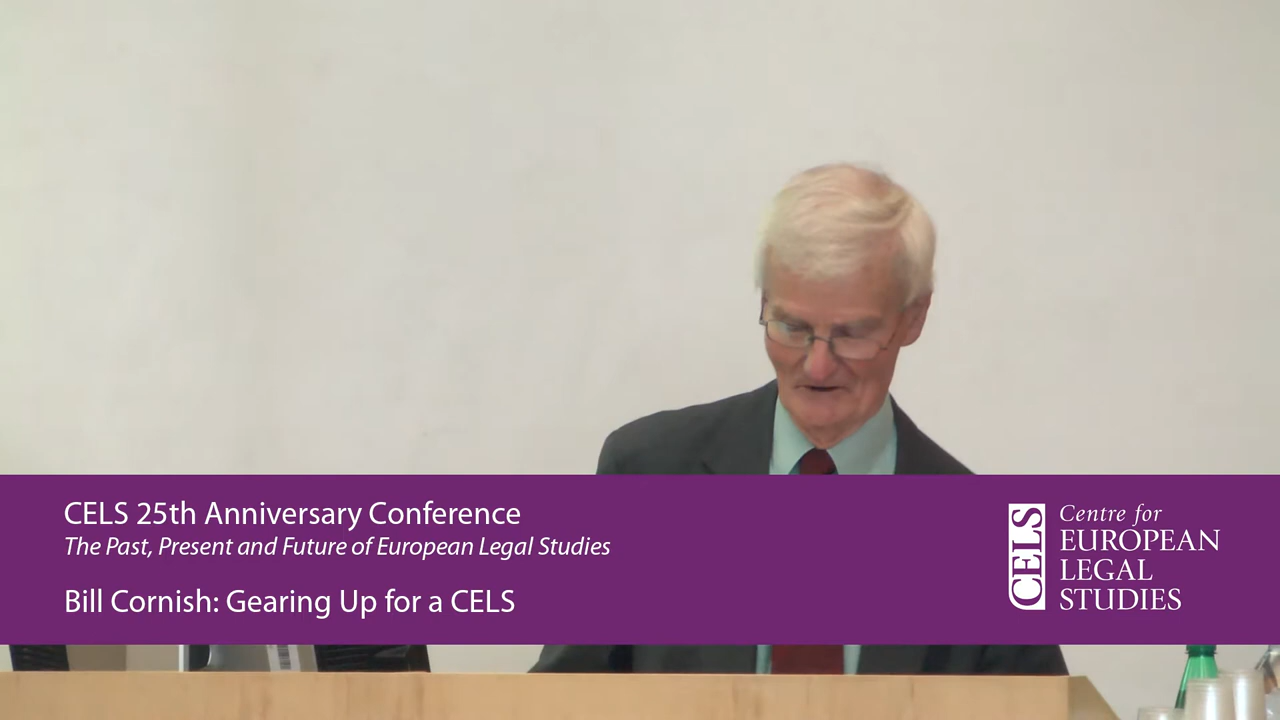 CELS 25th Anniversary Conference
The Past, Present and Future of European Legal Studies
Bill Cornish: Gearing Up for a CELS
CELS
Centre for
EUROPEAN
LEGAL
STUDIES